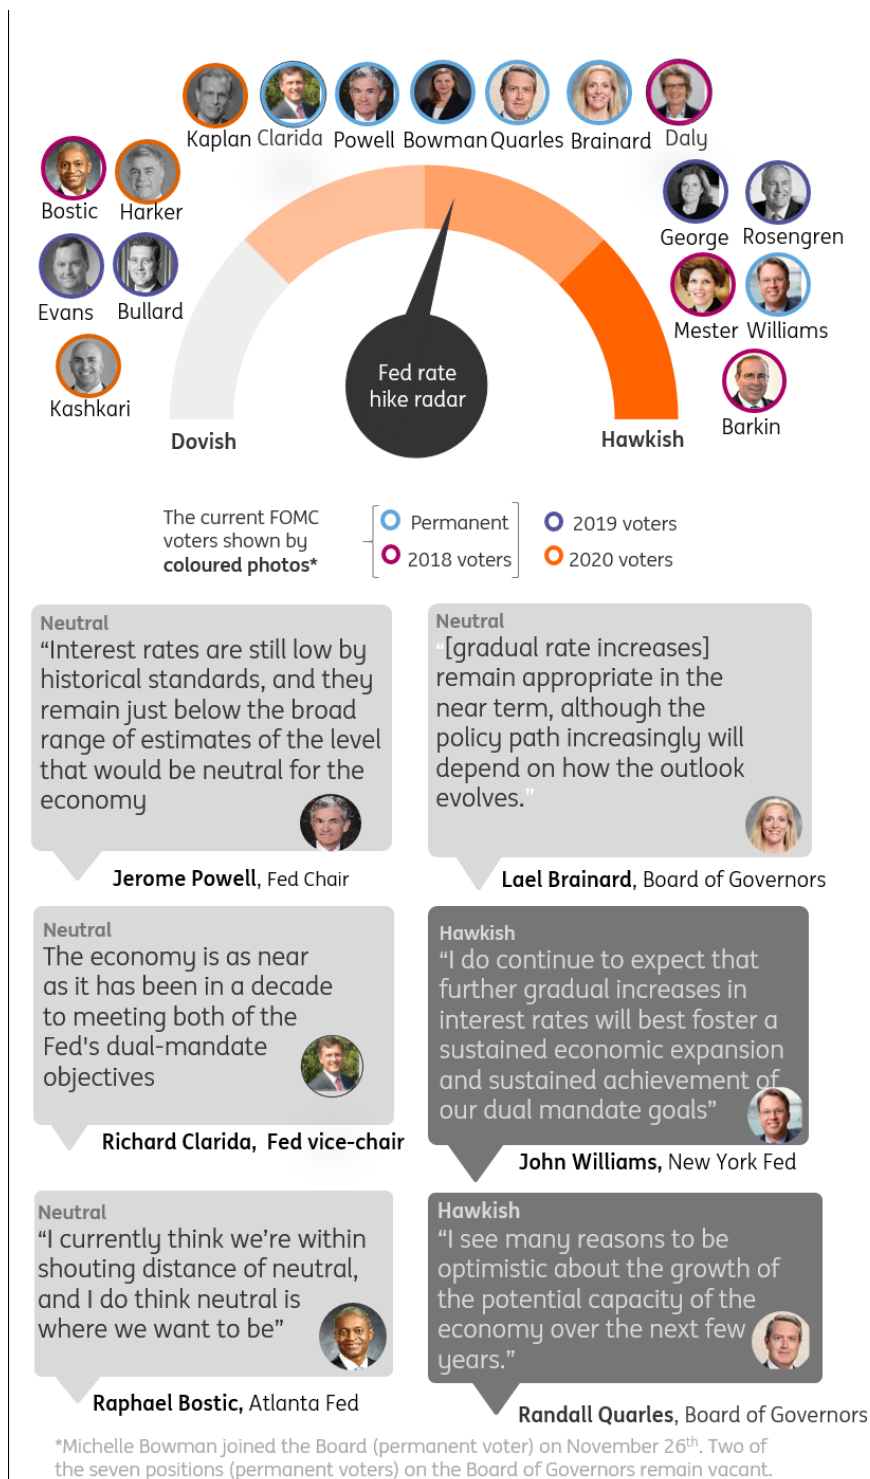 Kaplan Clarida Powell Bowman Quarles Brainard Daly
Bostic Harker
George Rosengren
Evans Bullard
Mester Williams
Kashkari
Barkin
Fed rate
hike radar
Dovish
Hawkish
The current FOMC
voters shown by
coloured photos*
Permanent
2018 voters
2019 voters
2020 voters
Neutral
“Interest rates are still low by
historical standards, and they
remain just below the broad
range of estimates of the level
that would be neutral for the
economy
Jerome Powell, Fed Chair
Neutral
“[gradual rate increases]
remain appropriate in the
near term, although the
policy path increasingly will
depend on how the outlook
evolves.”
Lael Brainard, Board of Governors
Neutral
The economy is as near
as it has been in a decade
to meeting both of the
Fed's dual-mandate
objectives
Richard Clarida, Fed vice-chair
Hawkish
“I do continue to expect that
further gradual increases in
interest rates will best foster a
sustained economic expansion
and sustained achievement of
our dual mandate goals”
John Williams, New York Fed
Neutral
“I currently think we’re within
shouting distance of neutral,
and I do think neutral is
where we want to be”
Raphael Bostic, Atlanta Fed
Hawkish
“I see many reasons to be
optimistic about the growth of
the potential capacity of the
economy over the next few
years.”
Randall Quarles, Board of Governors
*Michelle Bowman joined the Board (permanent voter) on November 26th. Two of
the seven positions (permanent voters) on the Board of Governors remain vacant.